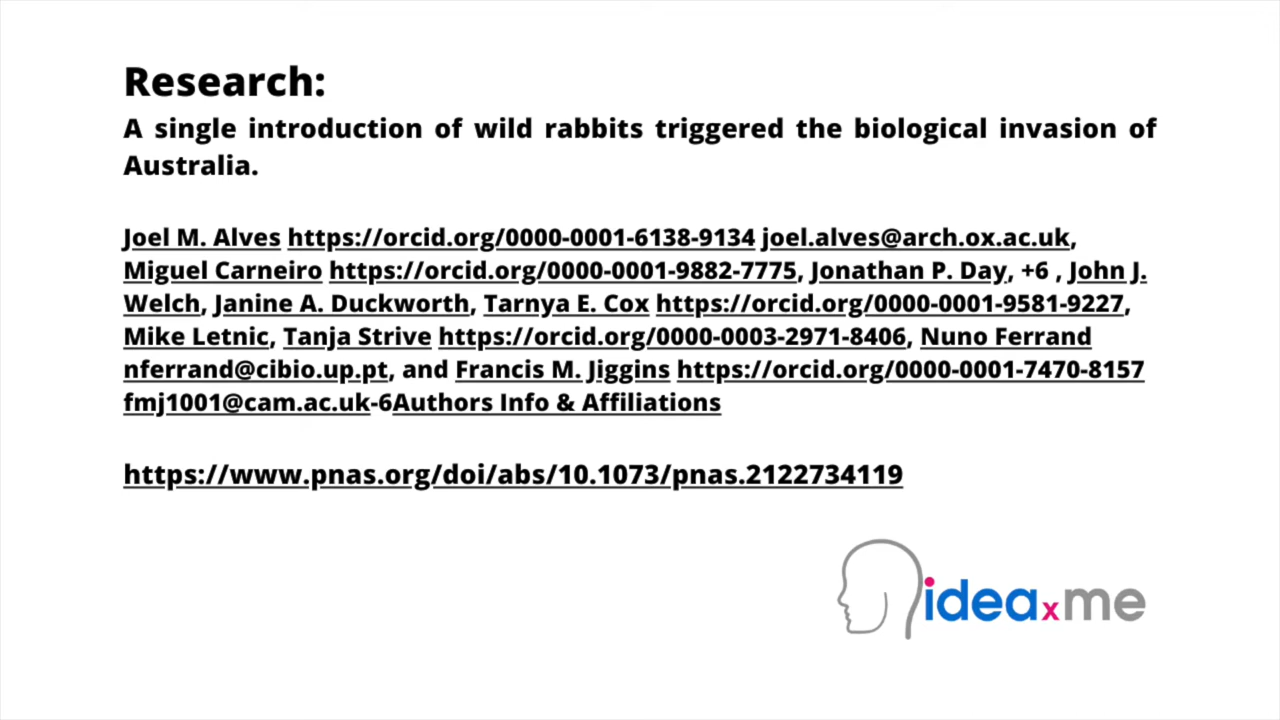 Research:
A single introduction of wild rabbits triggered the biological invasion of
Australia.
Joel M. Alves https://orcid.org/0000-0001-6138-9134 joel.alves@arch.ox.ac.uk,
Miguel Carneiro https://orcid.org/0000-0001-9882-7775, Jonathan P. Day, +6 , John J.
Welch, Janine A. Duckworth, Tarnya E. Cox https://orcid.org/0000-0001-9581-9227,
Mike Letnic, Tanja Strive https://orcid.org/0000-0003-2971-8406, Nuno Ferrand
nferrand@cibio.up.pt, and Francis M. Jiggins https://orcid.org/0000-0001-7470-8157
fmj1001@cam.ac.uk-6Authors Info & Affiliations
https://www.pnas.org/doi/abs/10.1073/pnas.2122734119
ideaxme